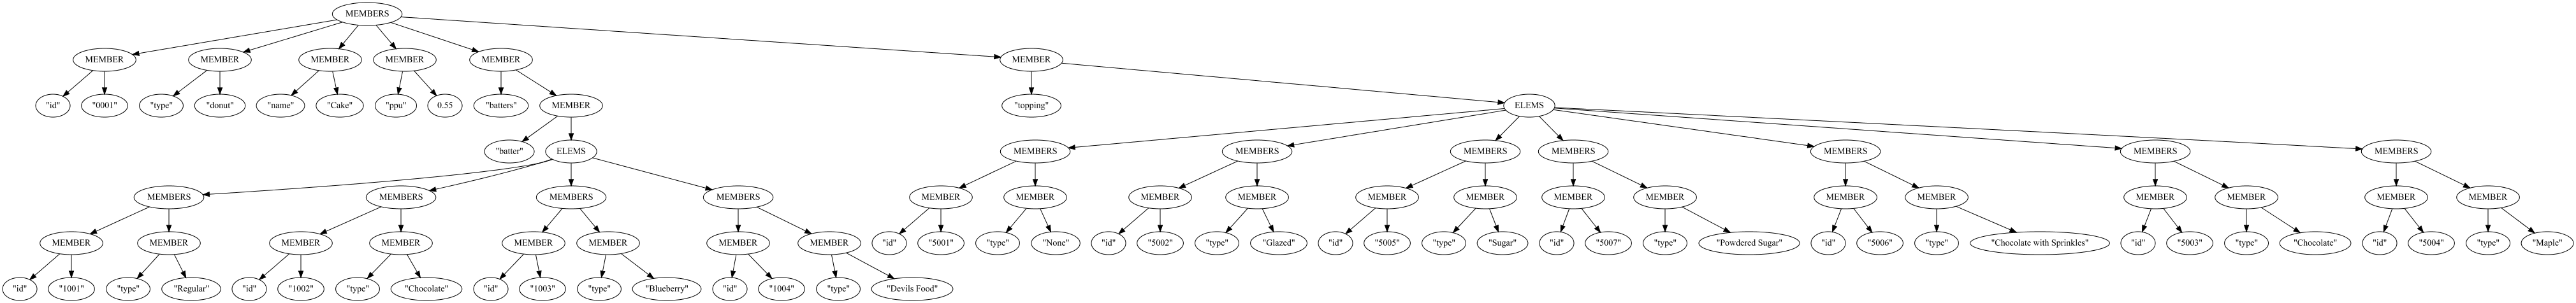 MEMBERS
MEMBER MEMBER MEMBER MEMBER MEMBER MEMBER
"id" "0001" "type" "donut" "name" "Cake" "ppu" 0.55 "batters" MEMBER "topping" ELEMS
"batter" ELEMS MEMBERS MEMBERS MEMBERS MEMBERS MEMBERS MEMBERS MEMBERS
MEMBERS MEMBERS MEMBERS MEMBERS MEMBER MEMBER MEMBER MEMBER MEMBER MEMBER MEMBER MEMBER MEMBER MEMBER MEMBER MEMBER MEMBER MEMBER
MEMBER MEMBER MEMBER MEMBER MEMBER MEMBER MEMBER MEMBER "id" "5001" "type" "None" "id" "5002" "type" "Glazed" "id" "5005" "type" "Sugar" "id" "5007" "type" "Powdered Sugar" "id" "5006" "type" "Chocolate with Sprinkles" "id" "5003" "type" "Chocolate" "id" "5004" "type" "Maple"
"id" "1001" "type" "Regular" "id" "1002" "type" "Chocolate" "id" "1003" "type" "Blueberry" "id" "1004" "type" "Devils Food"